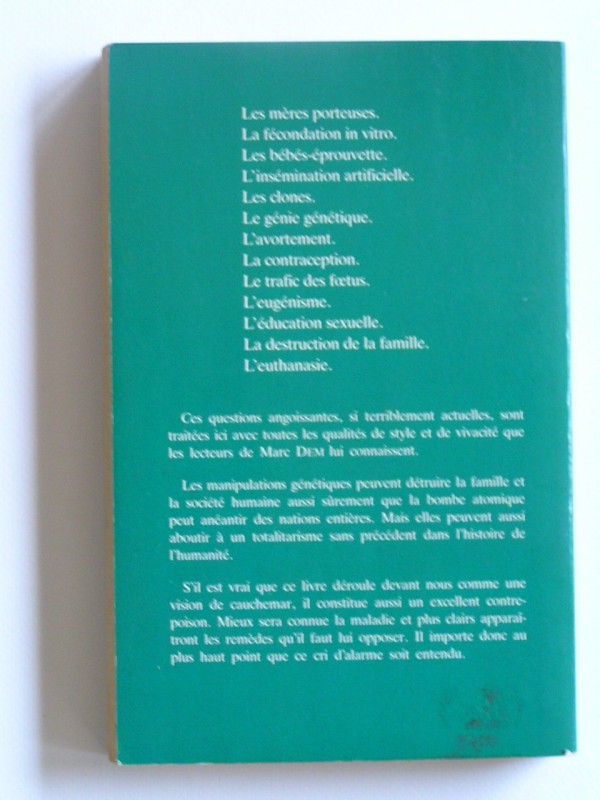 Les mères porteuses.
La fécondation in vitro.
Les bébés-éprouvette.
L'insémination artificielle.
Les clones.
Le génie génétique.
L'avortement.
La contraception.
Le trafic des fœtus.
L'eugénisme.
L'éducation sexuelle.
La destruction de la famille.
L'euthanasie.
Ces questions angoissantes, si terriblement actuelles, sont
traitées ici avec toutes les qualités de style et de vivacité que
les lecteurs de Marc DEM lui connaissent.
Les manipulations génétiques peuvent détruire la famille et
la société humaine aussi sûrement que la bombe atomique
peut anéantir des nations entières. Mais elles peuvent aussi
aboutir à un totalitarisme sans précédent dans l'histoire de
l'humanité.
S'il est vrai que ce livre déroule devant nous comme une
vision de cauchemar, il constitue aussi un excellent contre-
poison. Mieux sera connue la maladie et plus clairs apparaî-
tront les remèdes qu'il faut lui opposer. Il importe donc au
plus haut point que ce cri d'alarme soit entendu.